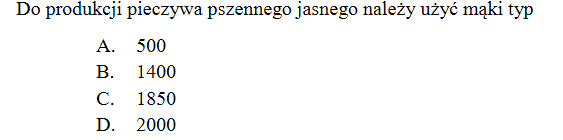 Do produkcji pieczywa pszennego jasnego należy użyć mąki typ
A. 500
B. 1400
C. 1850
D. 2000